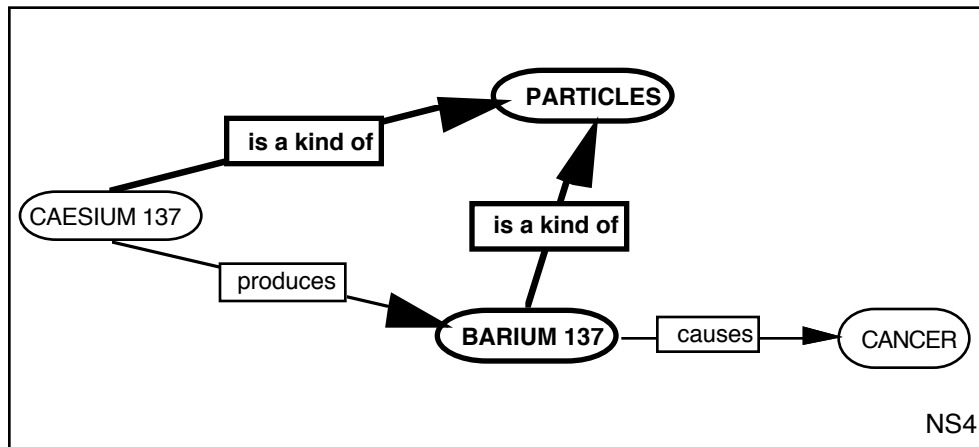 PARTICLES
is a kind of
CAESIUM 137
is a kind of
produces
BARIUM 137
causes
CANCER
NS4